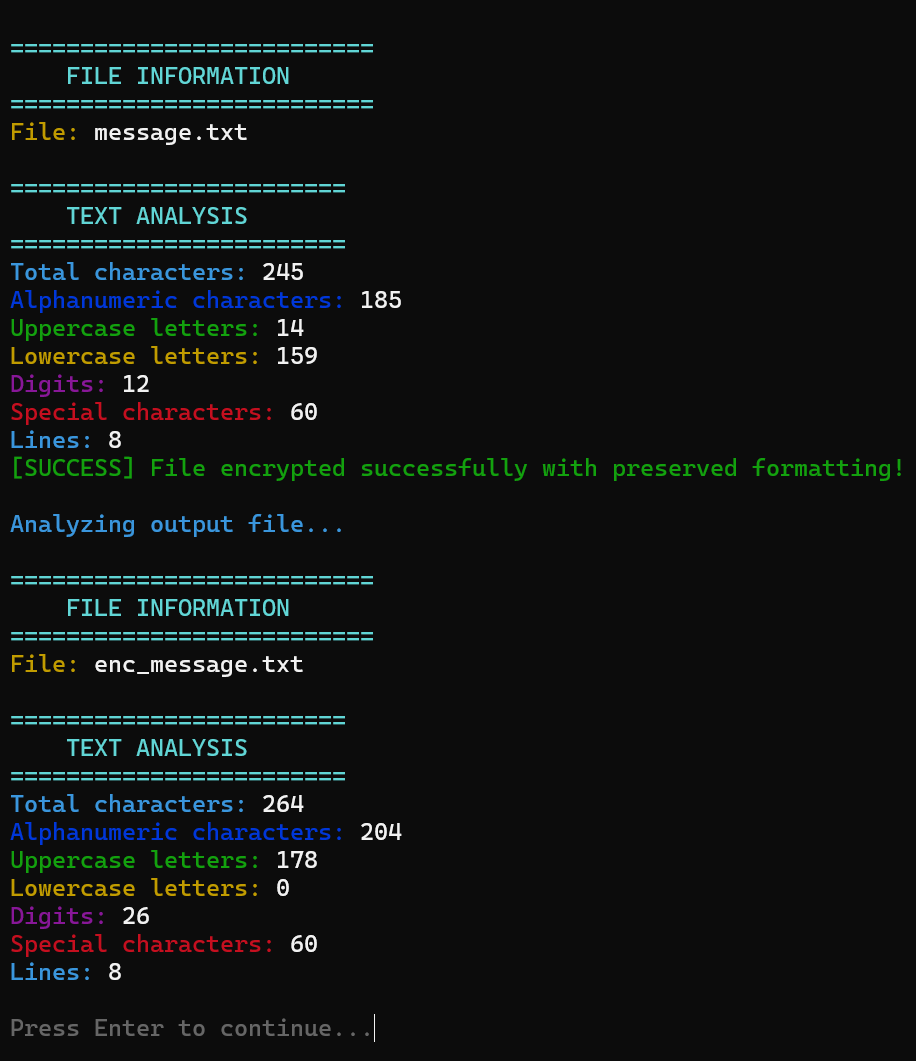 ==========================
    FILE INFORMATION
==========================
File: message.txt

========================
    TEXT ANALYSIS
========================
Total characters: 245
Alphanumeric characters: 185
Uppercase letters: 14
Lowercase letters: 159
Digits: 12
Special characters: 60
Lines: 8
[SUCCESS] File encrypted successfully with preserved formatting!

Analyzing output file...

==========================
    FILE INFORMATION
==========================
File: enc_message.txt

========================
    TEXT ANALYSIS
========================
Total characters: 264
Alphanumeric characters: 204
Uppercase letters: 178
Lowercase letters: 0
Digits: 26
Special characters: 60
Lines: 8

Press Enter to continue...